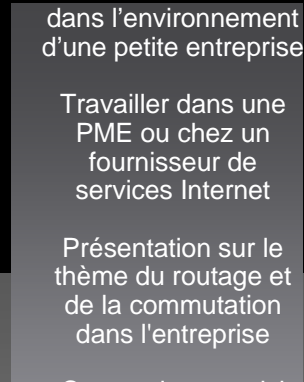 dans l’environnement
d’une petite entreprise
Travailler dans une
PME ou chez un
fournisseur de
services Internet
Présentation sur le
thème du routage et
de la commutation
dans l'entreprise